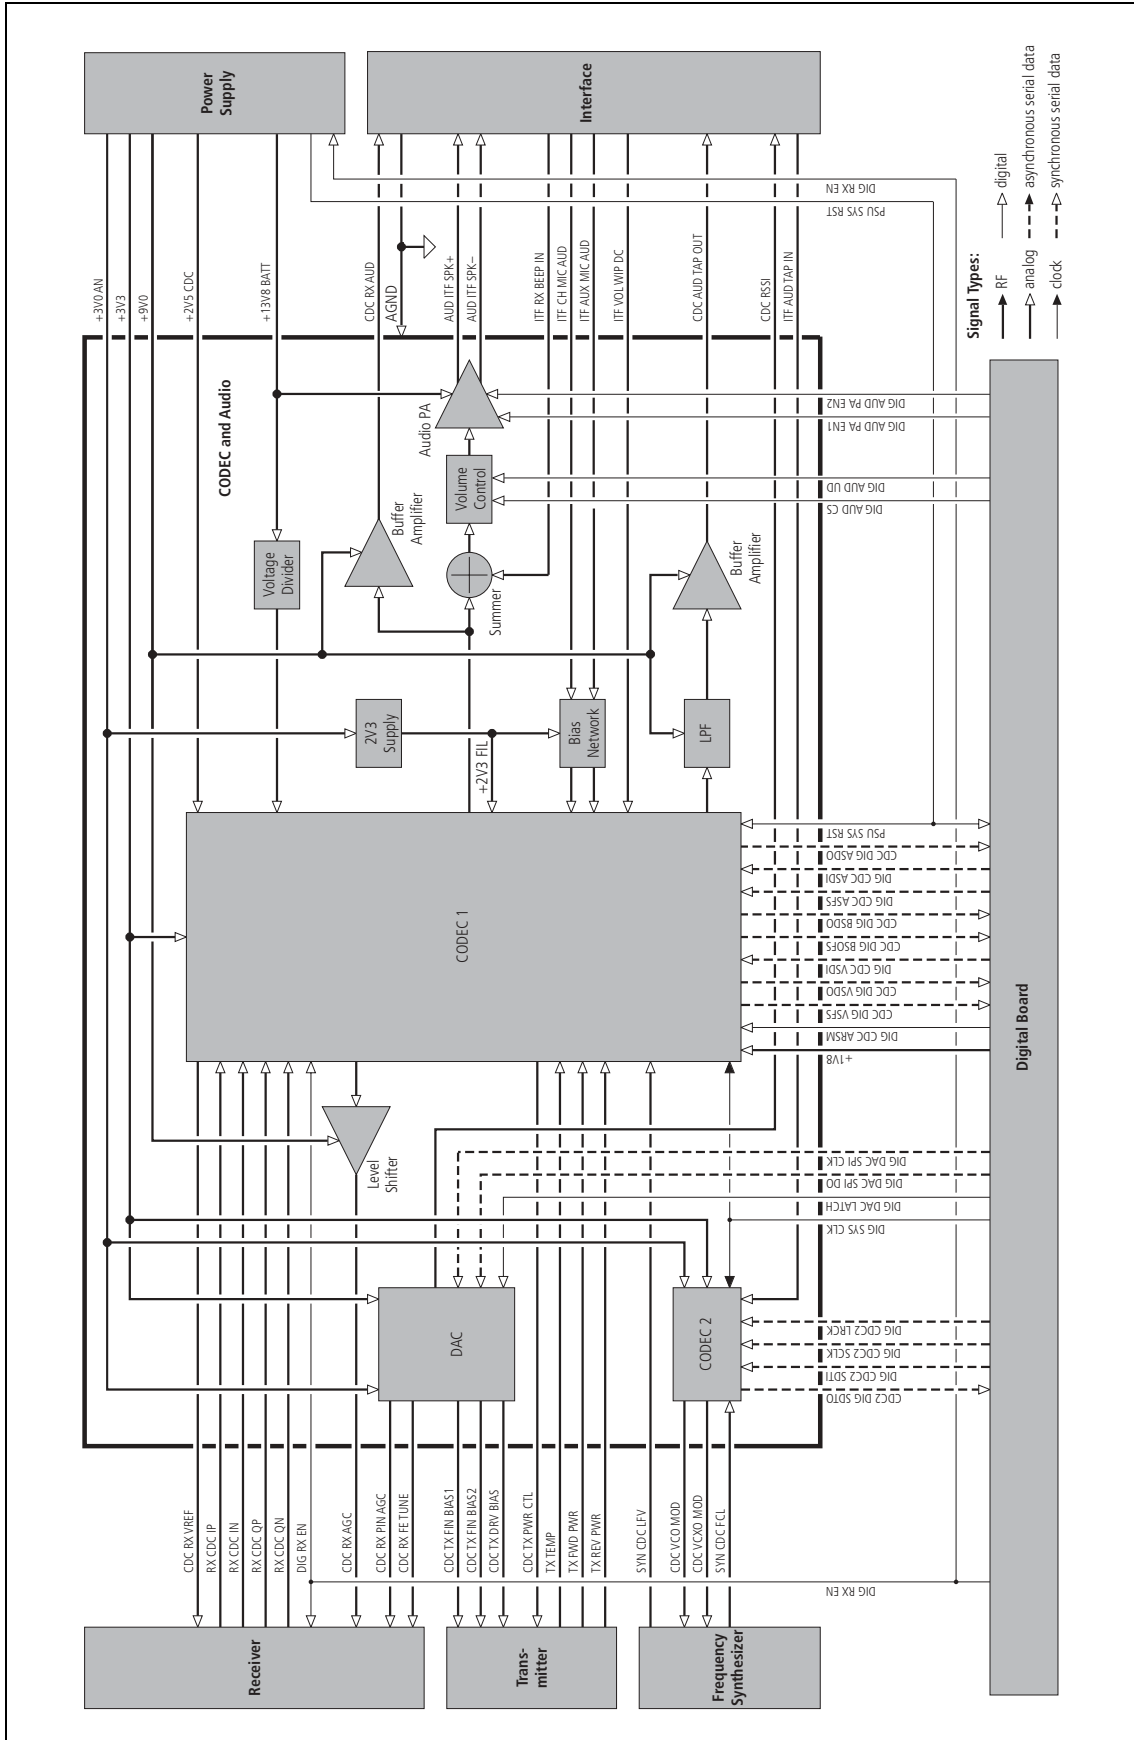 Power
Supply
Interface
+3V0 AN
+3V3
+9V0
+2V5 CDC
+13V8 BATT
CDC RX AUD
AGND
AUD ITF SPK+
AUD ITF SPK–
ITF RX BEEP IN
ITF CH MIC AUD
ITF AUX MIC AUD
ITF VOL WIP DC
CDC AUD TAP OUT
CDC RSSI
ITF AUD TAP IN
DIG RX EN
PSU SYS RST
Signal Types:
RF
analog
clock
digital
asynchronous serial data
synchronous serial data
CODEC and Audio
Audio PA
Volume
Control
Buffer
Amplifier
Voltage
Divider
Summer
Buffer
Amplifier
2V3
Supply
+2V3 FIL
Bias
Network
LPF
DIG AUD PA EN2
DIG AUD PA EN1
DIG AUD UD
DIG AUD CS
CODEC 1
PSU SYS RST
CDC DIG ASDO
DIG CDC ASDI
DIG CDC ASFS
CDC DIG BSDO
CDC DIG BSOFS
DIG CDC VSDI
CDC DIG VSDO
CDC DIG VSFS
DIG CDC ARSM
+1V8
Digital Board
Level
Shifter
DIG DAC SPI CLK
DIG DAC SPI DO
DIG DAC LATCH
DIG SYS CLK
DAC
CODEC 2
DIG CDC2 LRCK
DIG CDC2 SCLK
DIG CDC2 SDTI
CDC2 DIG SDTO
CDC RX VREF
RX CDC IP
RX CDC IN
RX CDC QP
RX CDC QN
DIG RX EN
CDC RX AGC
CDC RX PIN AGC
CDC RX FE TUNE
CDC TX FIN BIAS1
CDC TX FIN BIAS2
CDC TX DRV BIAS
CDC TX PWR CTL
TX TEMP
TX FWD PWR
TX REV PWR
SYN CDC LFV
CDC VCO MOD
CDC VCXO MOD
SYN CDC FCL
DIG RX EN
Receiver
Trans-
mitter
Frequency
Synthesizer